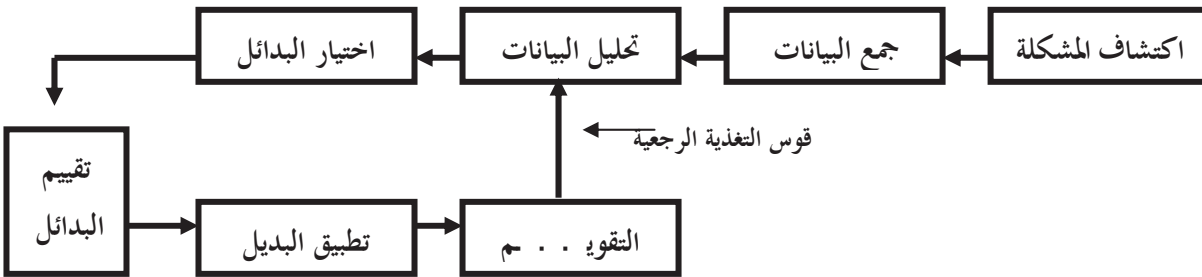 اكتشاف المشكلة
جمع البيانات
تحليل البيانات
اختيار البدائل
قوس التغذية الرجعية
تقييم
البدائل
تطبيق البديل
التقويـ . . ـم